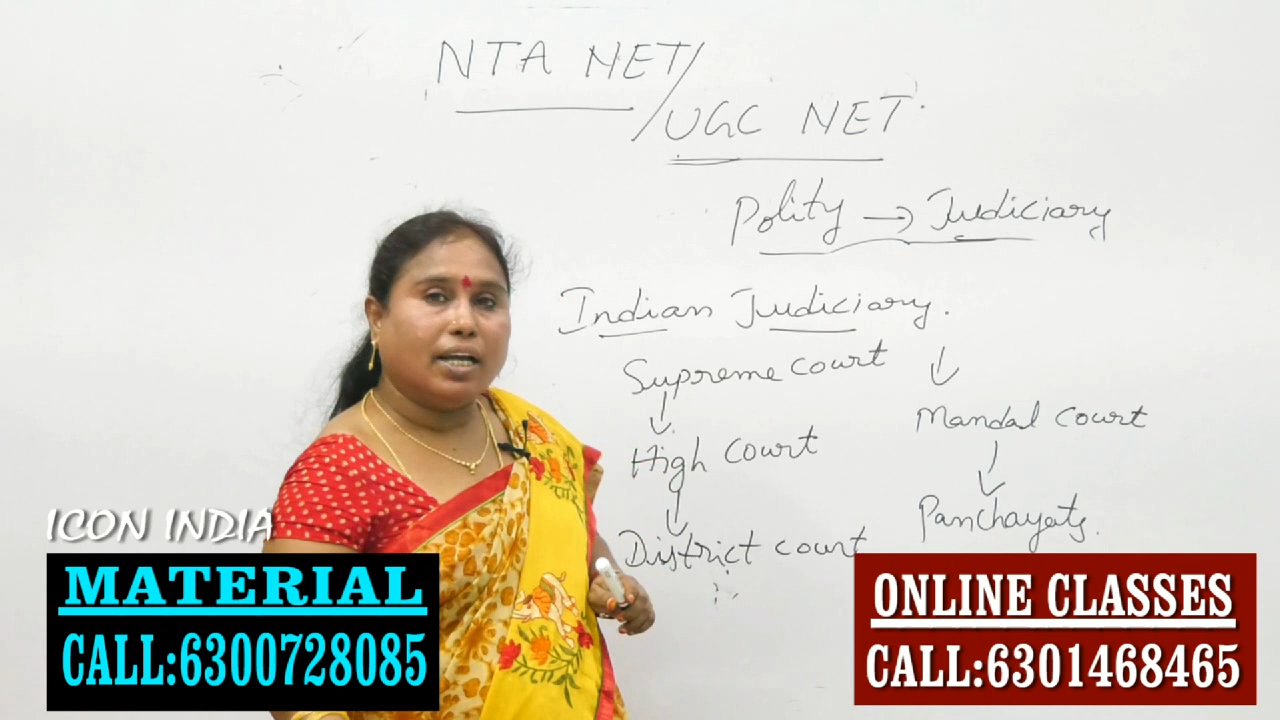 NTA NET/
UGC NET
Polity → Judiciary
Indian Judiciary.
Supreme court
↓
High court
↓
District court
↓
Mandal court
↓
Panchayats.
ICON INDIA
MATERIAL
CALL:6300728085
ONLINE CLASSES
CALL:6301468465